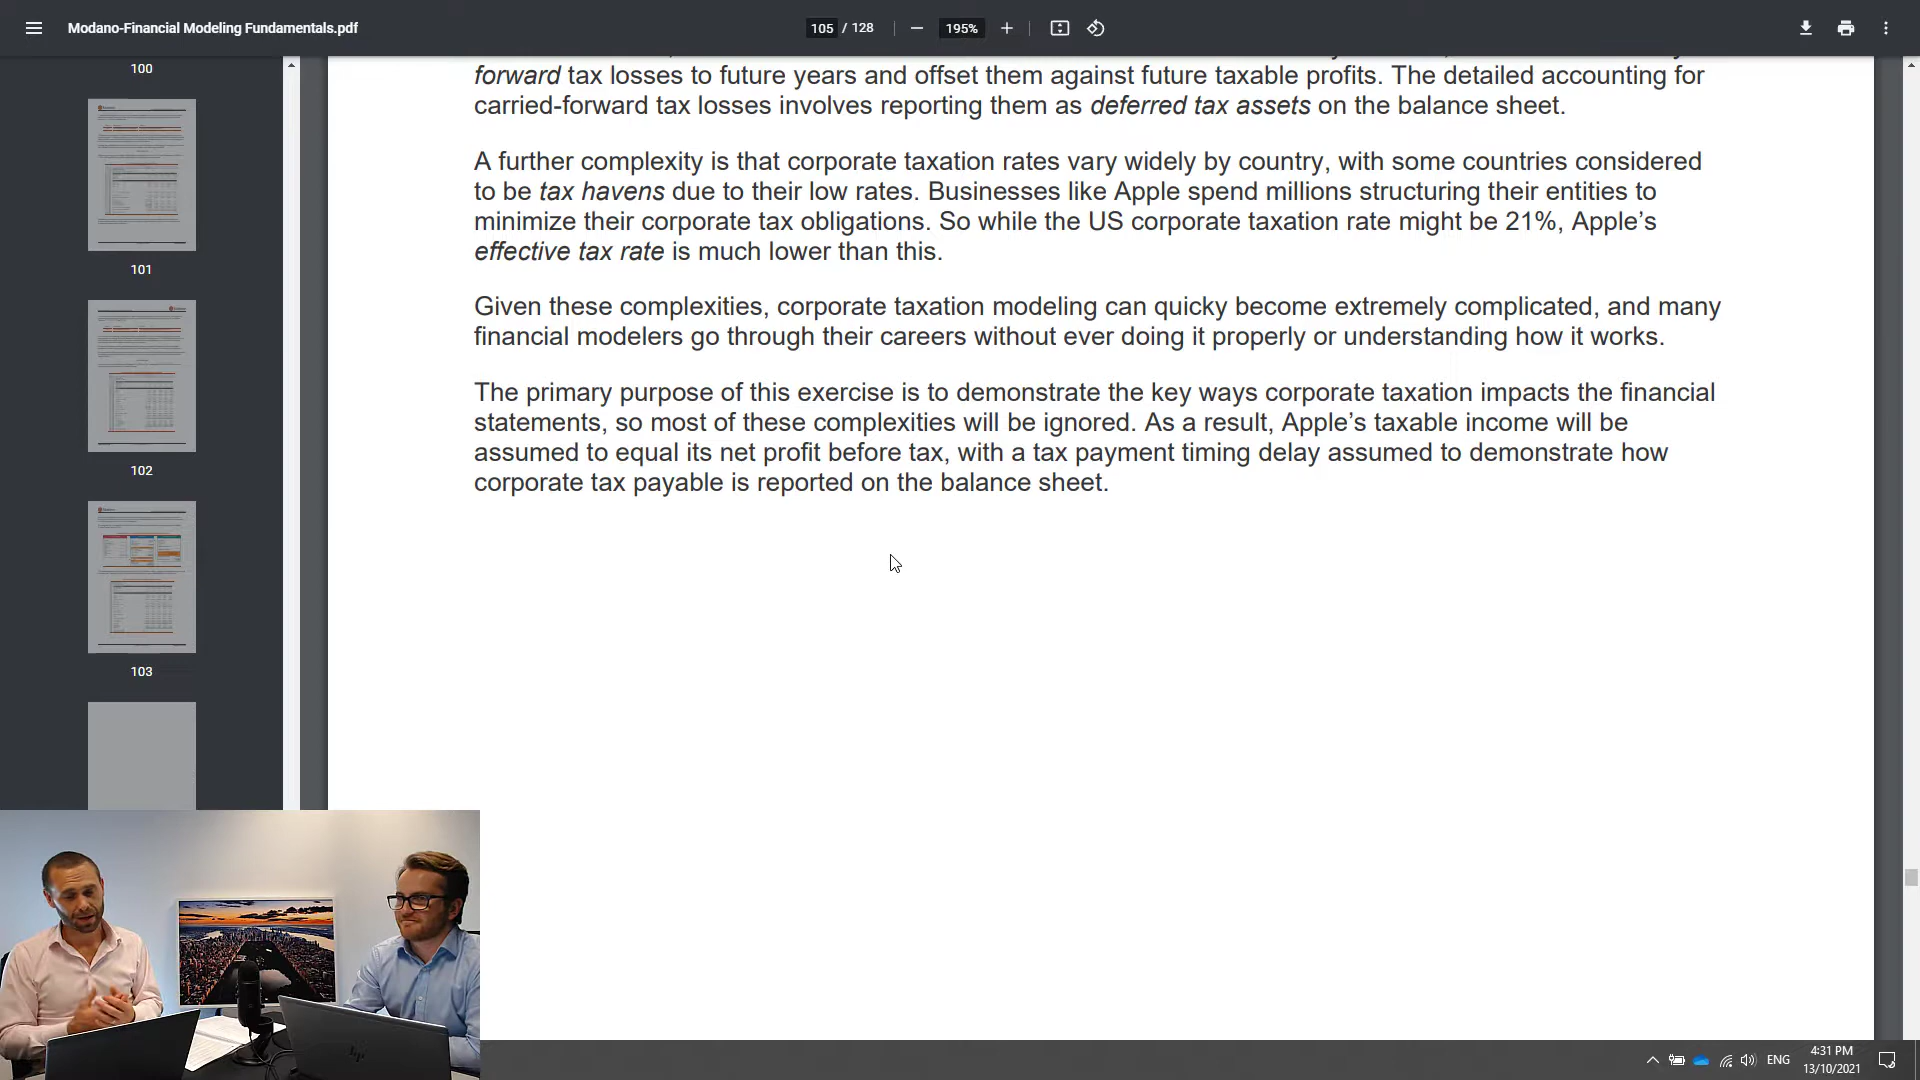 Modano-Financial Modeling Fundamentals.pdf
105 / 128
195%
100
101
102
103
forward tax losses to future years and offset them against future taxable profits. The detailed accounting for
carried-forward tax losses involves reporting them as deferred tax assets on the balance sheet.
A further complexity is that corporate taxation rates vary widely by country, with some countries considered
to be tax havens due to their low rates. Businesses like Apple spend millions structuring their entities to
minimize their corporate tax obligations. So while the US corporate taxation rate might be 21%, Apple’s
effective tax rate is much lower than this.
Given these complexities, corporate taxation modeling can quicky become extremely complicated, and many
financial modelers go through their careers without ever doing it properly or understanding how it works.
The primary purpose of this exercise is to demonstrate the key ways corporate taxation impacts the financial
statements, so most of these complexities will be ignored. As a result, Apple’s taxable income will be
assumed to equal its net profit before tax, with a tax payment timing delay assumed to demonstrate how
corporate tax payable is reported on the balance sheet.
hp
ENG
4:31 PM
13/10/2021